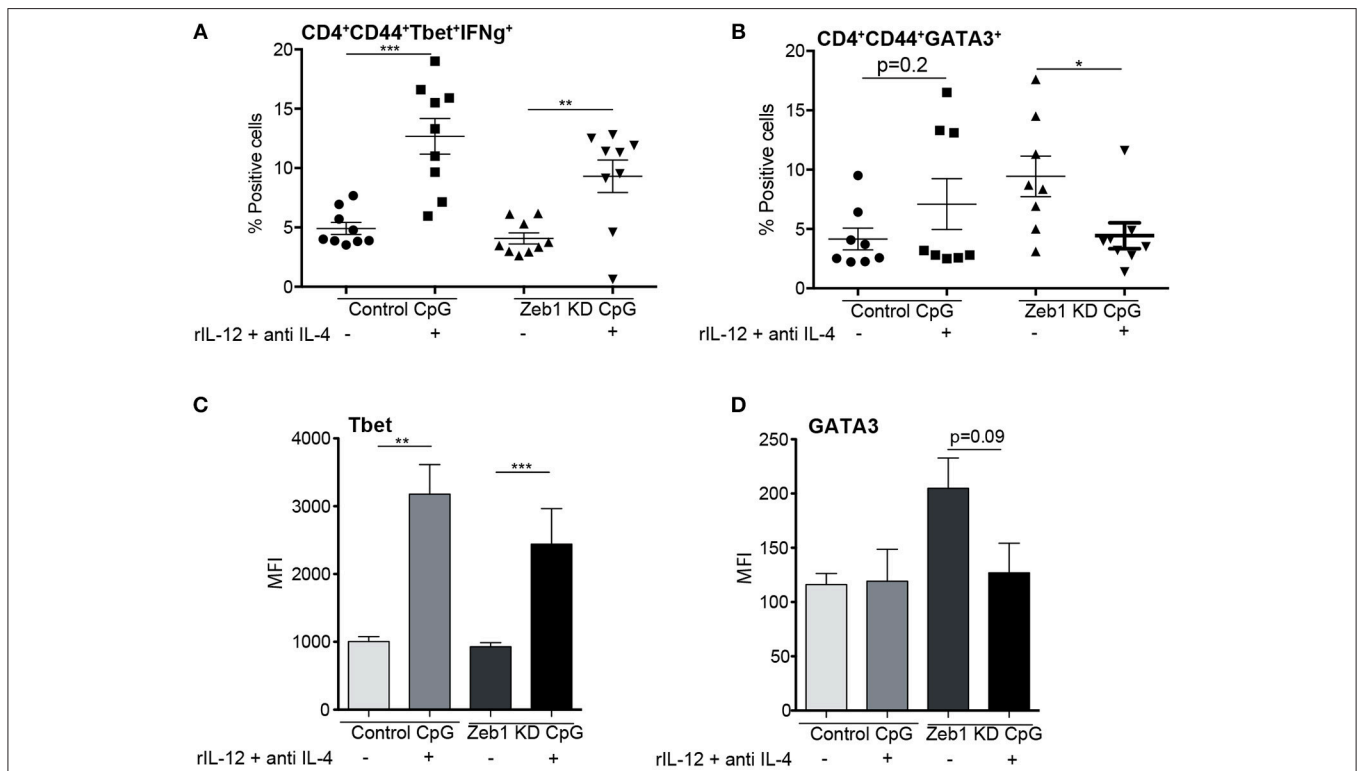 A
CD4⁺CD44⁺Tbet⁺IFNg⁺
***
**
20
15
10
5
0
% Positive cells
Control CpG
Zeb1 KD CpG
rIL-12 + anti IL-4 - + - +
B
CD4⁺CD44⁺GATA3⁺
p=0.2
*
20
15
10
5
0
% Positive cells
Control CpG
Zeb1 KD CpG
rIL-12 + anti IL-4 - + - +
C
Tbet
**
***
4000
3000
2000
1000
0
MFI
Control CpG
Zeb1 KD CpG
rIL-12 + anti IL-4 - + - +
D
GATA3
p=0.09
250
200
150
100
50
0
MFI
Control CpG
Zeb1 KD CpG
rIL-12 + anti IL-4 - + - +